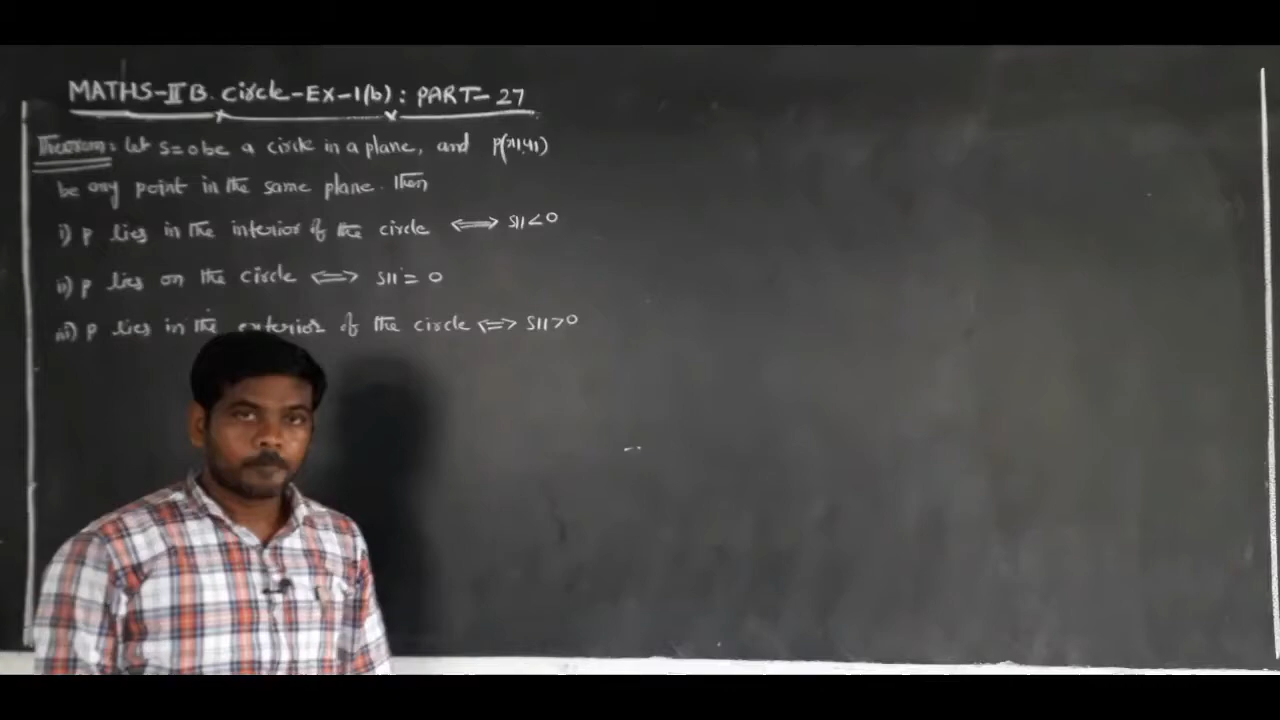 MATHS-II B. Circle-Ex-1(b): PART-27
Theorem: Let S=0 be a circle in a plane, and P(x1,y1)
be any point in the same plane. Then
i) P lies in the interior of the circle ⟺ S11<0
ii) P lies on the circle ⟺ S11=0
iii) P lies in the exterior of the circle ⟺ S11>0